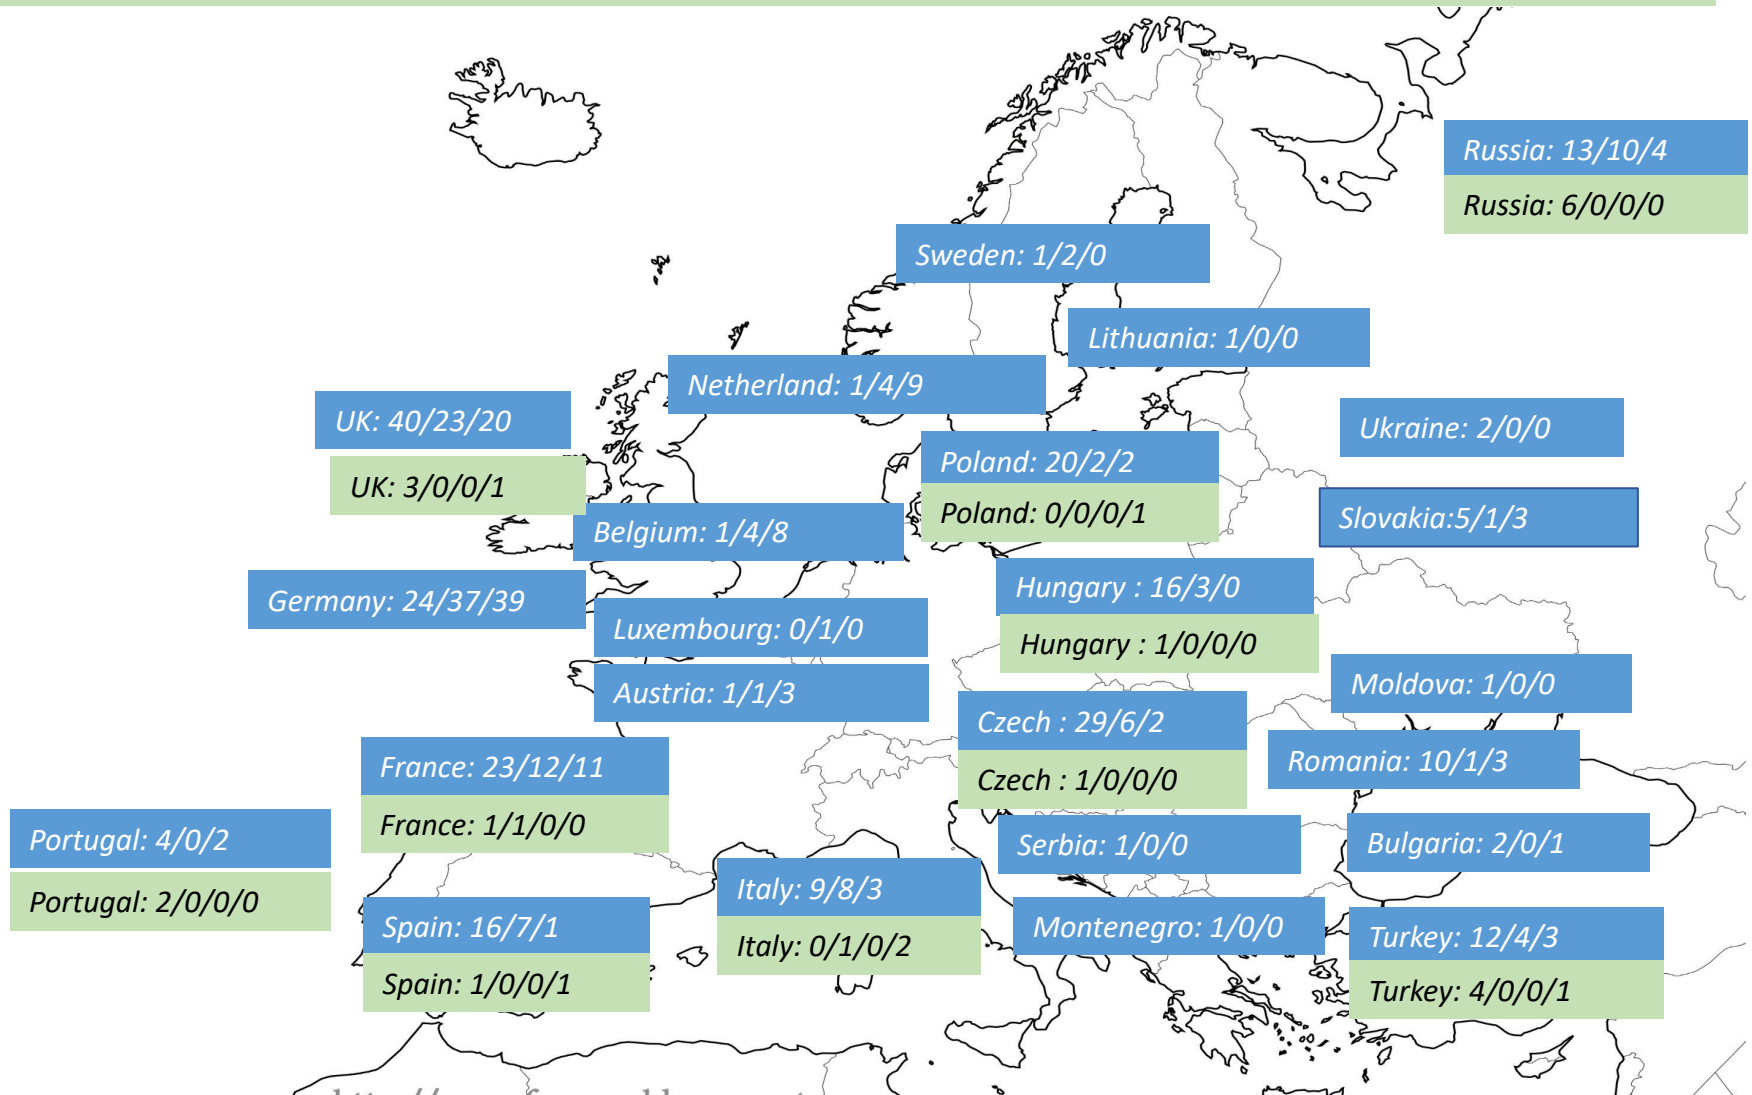 Russia: 13/10/4
Russia: 6/0/0/0
Sweden: 1/2/0
Lithuania: 1/0/0
Netherland: 1/4/9
UK: 40/23/20
UK: 3/0/0/1
Ukraine: 2/0/0
Poland: 20/2/2
Poland: 0/0/0/1
Slovakia:5/1/3
Belgium: 1/4/8
Germany: 24/37/39
Hungary : 16/3/0
Hungary : 1/0/0/0
Luxembourg: 0/1/0
Austria: 1/1/3
Moldova: 1/0/0
Czech : 29/6/2
Czech : 1/0/0/0
Romania: 10/1/3
France: 23/12/11
France: 1/1/0/0
Portugal: 4/0/2
Portugal: 2/0/0/0
Serbia: 1/0/0
Bulgaria: 2/0/1
Italy: 9/8/3
Italy: 0/1/0/2
Spain: 16/7/1
Spain: 1/0/0/1
Montenegro: 1/0/0
Turkey: 12/4/3
Turkey: 4/0/0/1